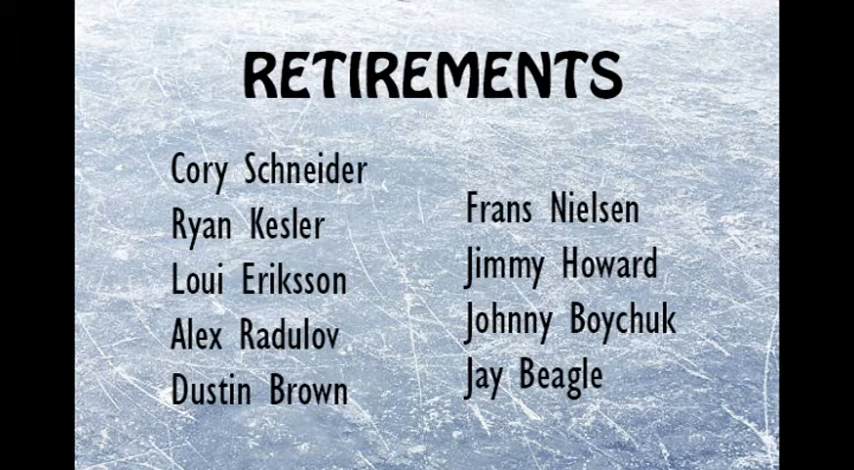 RETIREMENTS
Cory Schneider
Ryan Kesler
Loui Eriksson
Alex Radulov
Dustin Brown
Frans Nielsen
Jimmy Howard
Johnny Boychuk
Jay Beagle